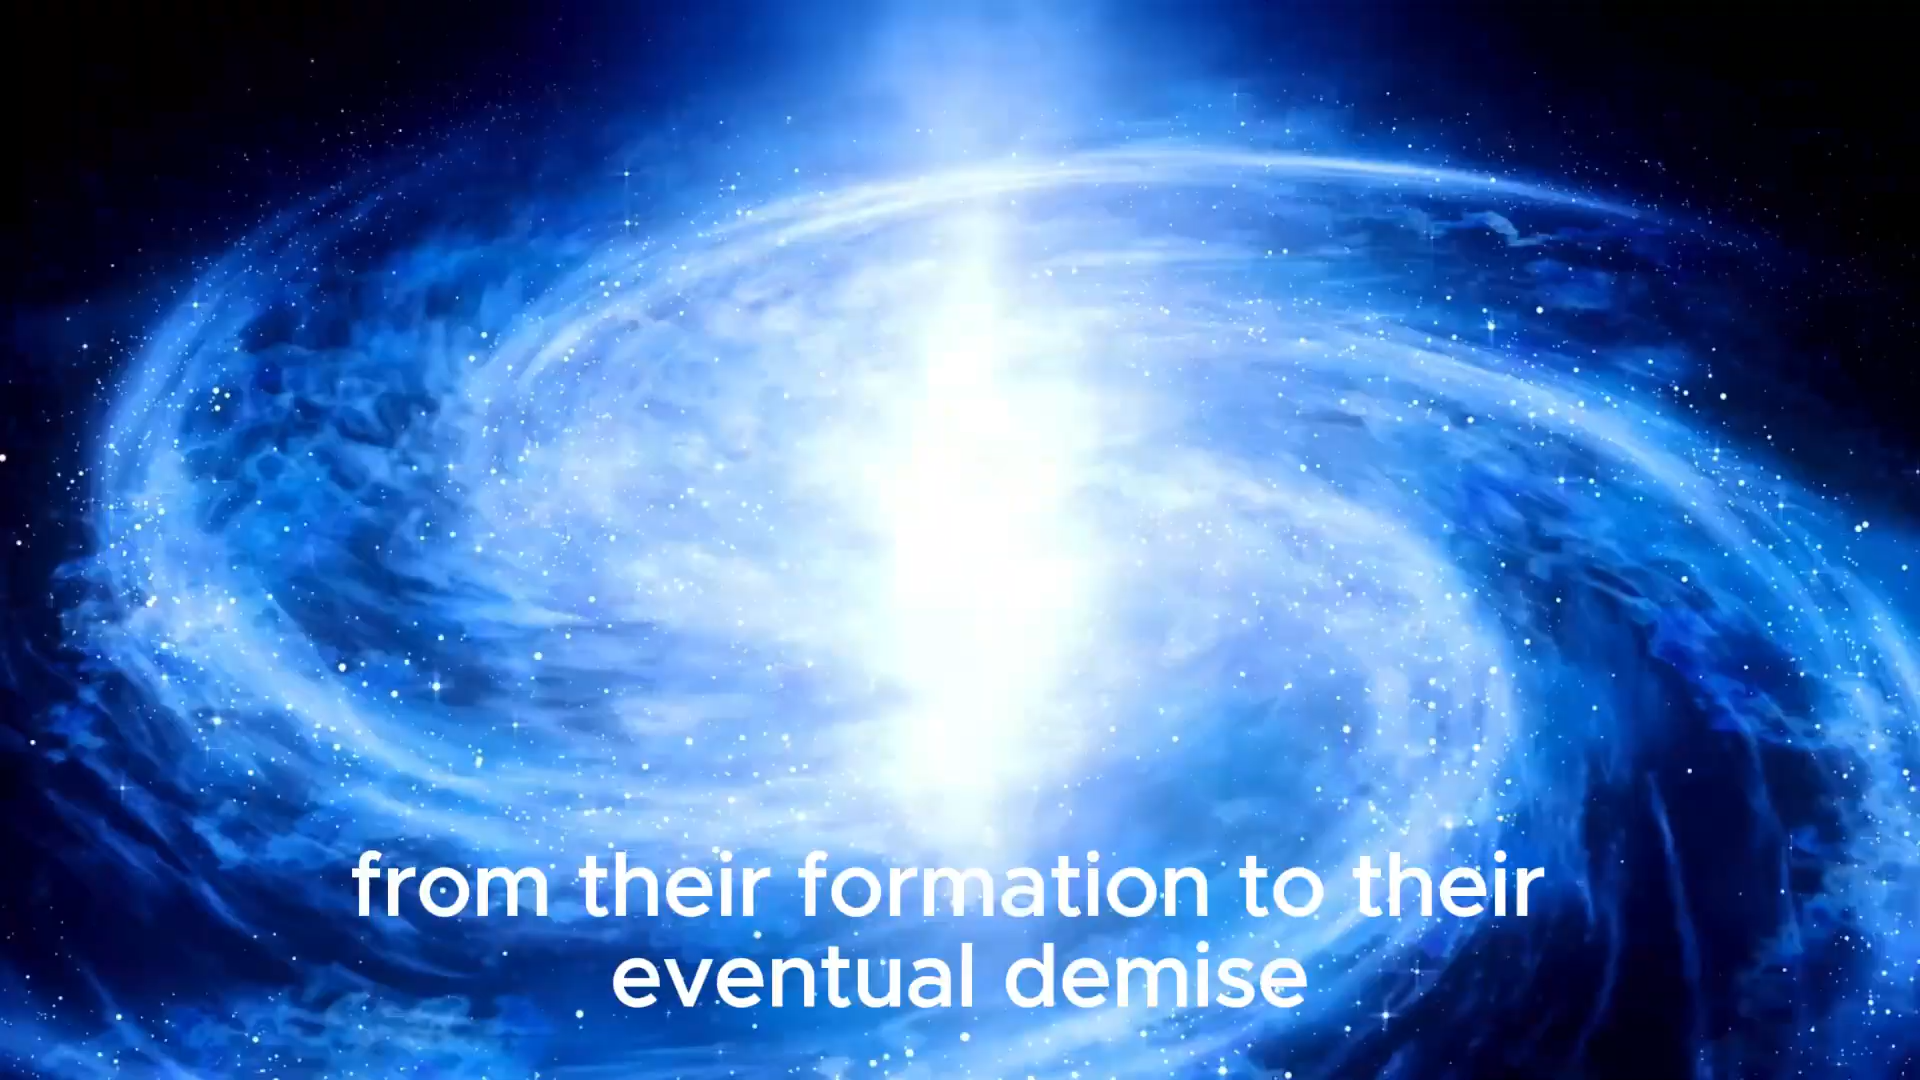 from their formation to their
eventual demise